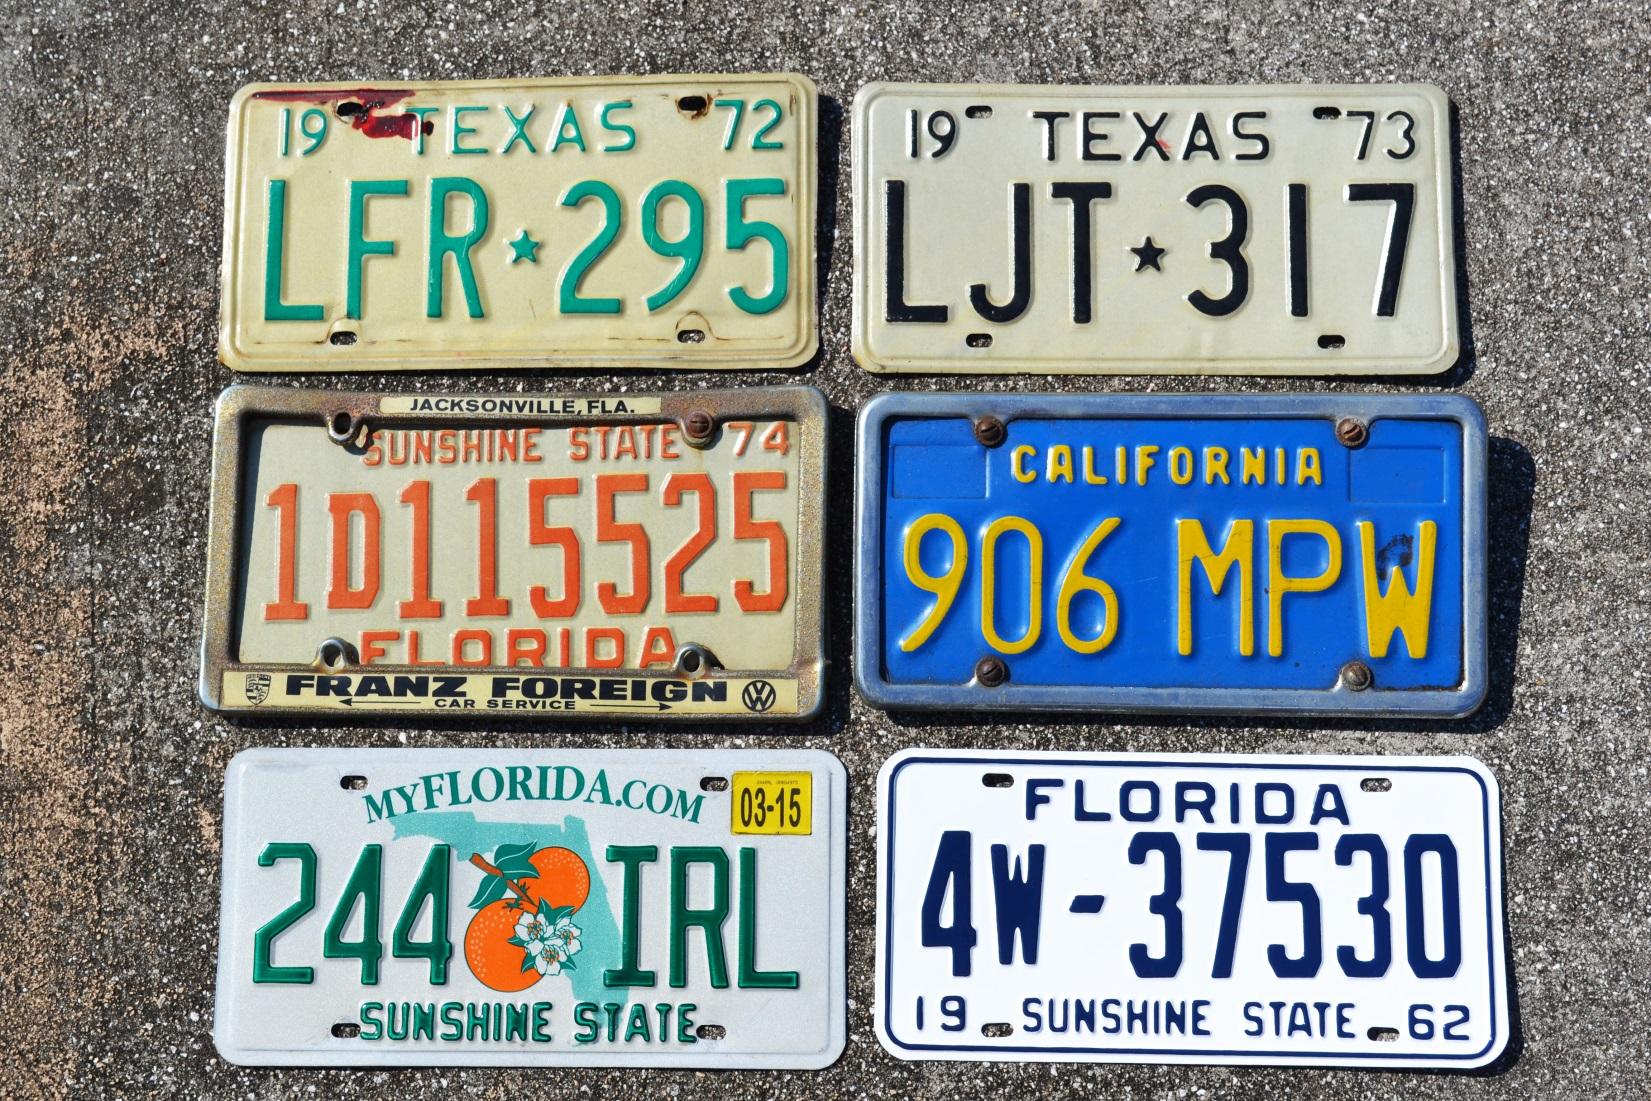 19 TEXAS 72
LFR★295
19 TEXAS 73
LJT★317
JACKSONVILLE, FLA.
SUNSHINE STATE 74
1D115525
FLORIDA
FRANZ FOREIGN
CAR SERVICE
CALIFORNIA
906 MPW
MYFLORIDA.COM
03-15
244 IRL
SUNSHINE STATE
FLORIDA
4W-37530
19 SUNSHINE STATE 62